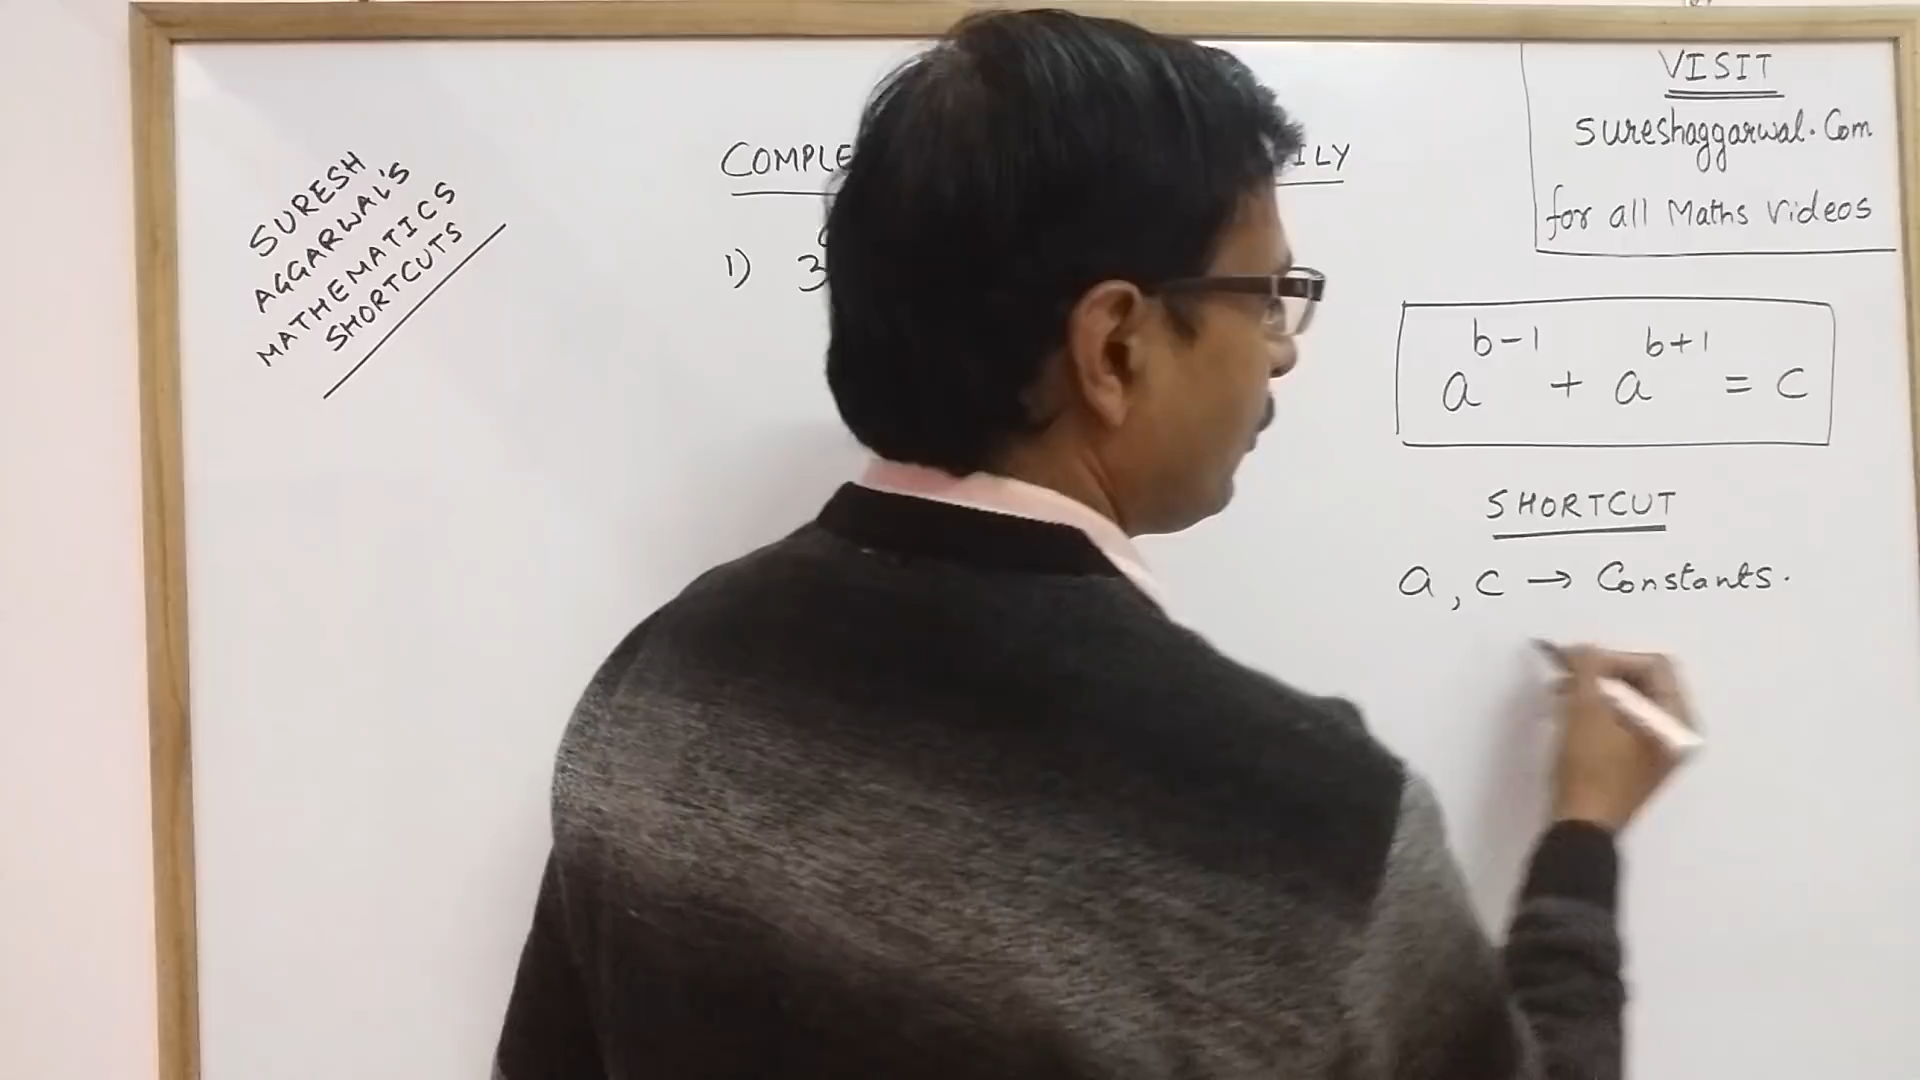 SURESH
AGGARWAL'S
MATHEMATICS
SHORTCUTS
COMPLE ILY
1) 3
VISIT
Sureshaggarwal.Com
for all Maths Videos
a^{b-1} + a^{b+1} = c
SHORTCUT
a, c → Constants.